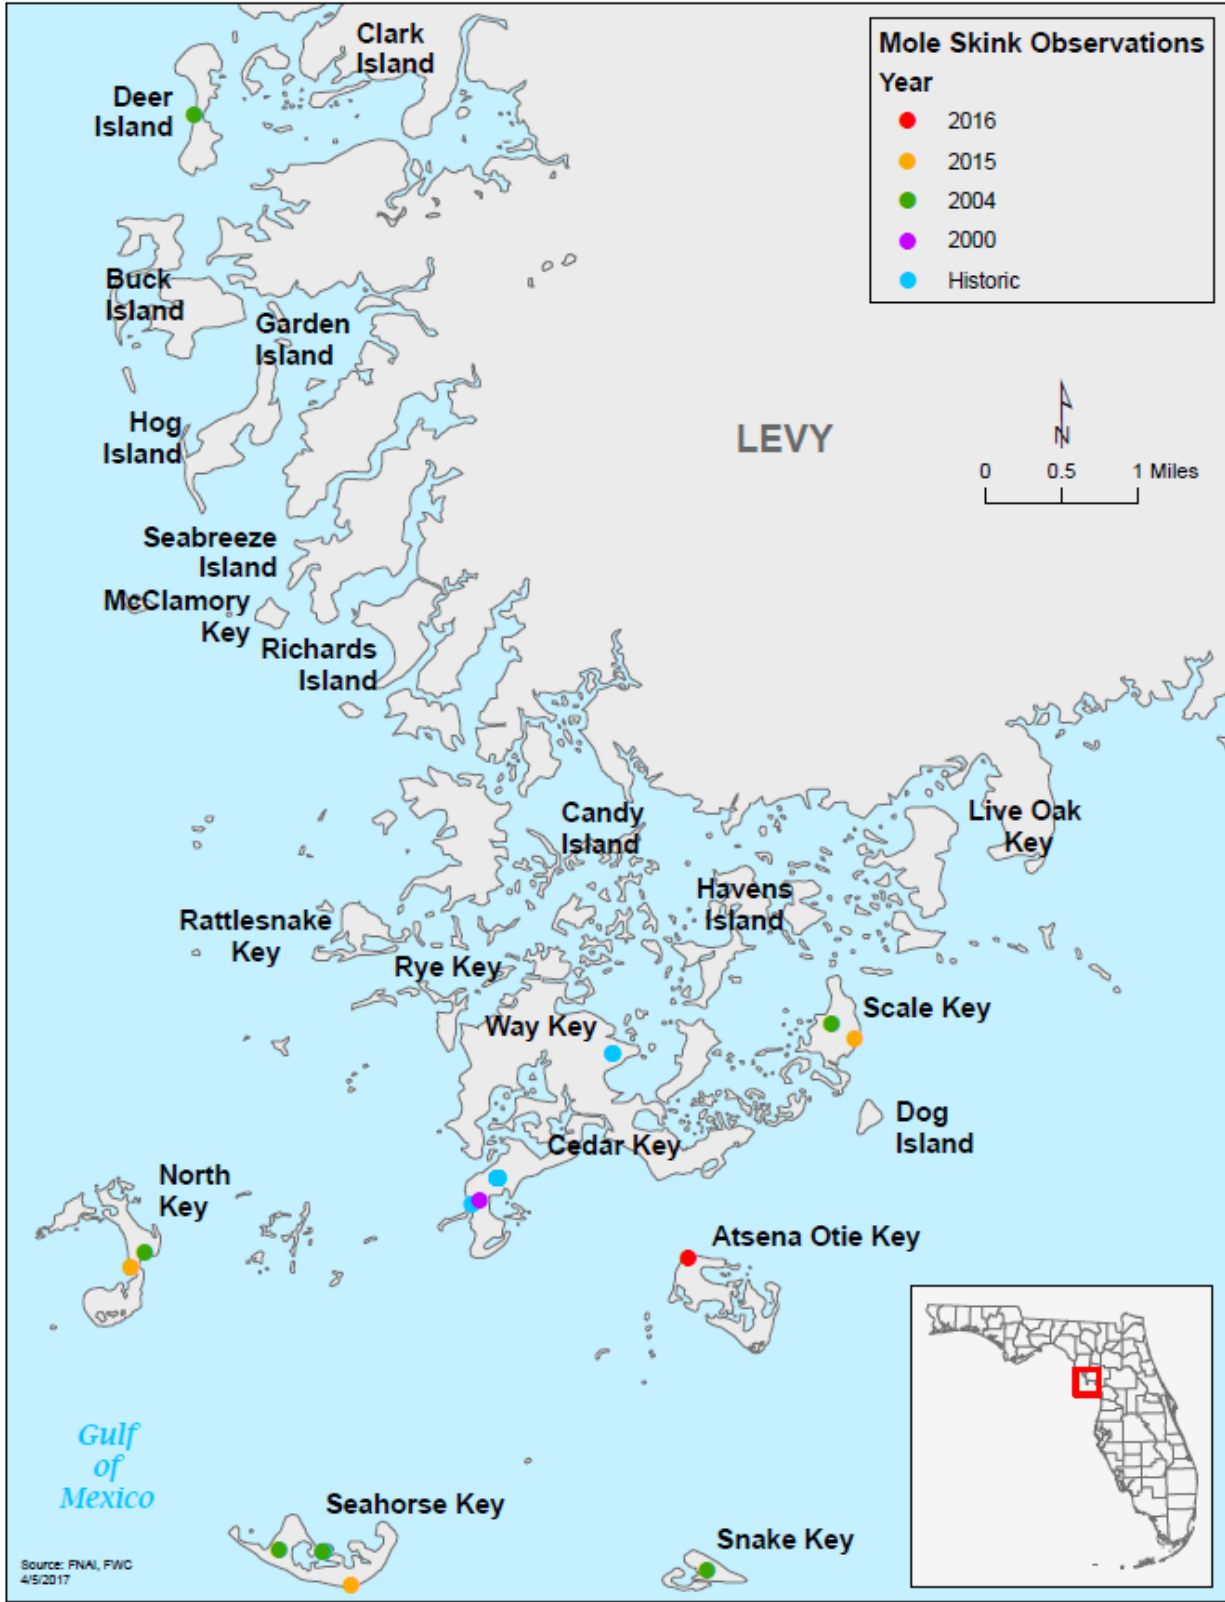 Clark
Island
Mole Skink Observations
Year
2016
2015
2004
2000
Historic
Deer
Island
Buck
Island
Garden
Island
Hog
Island
LEVY
N
0 0.5 1 Miles
Seabreeze
Island
McClamory
Key
Richards
Island
Candy
Island
Live Oak
Key
Havens
Island
Rattlesnake
Key
Rye Key
Way Key
Scale Key
Dog
Island
Cedar Key
North
Key
Atsena Otie Key
Gulf
of
Mexico
Seahorse Key
Snake Key
Source: FNAI, FWC
4/5/2017